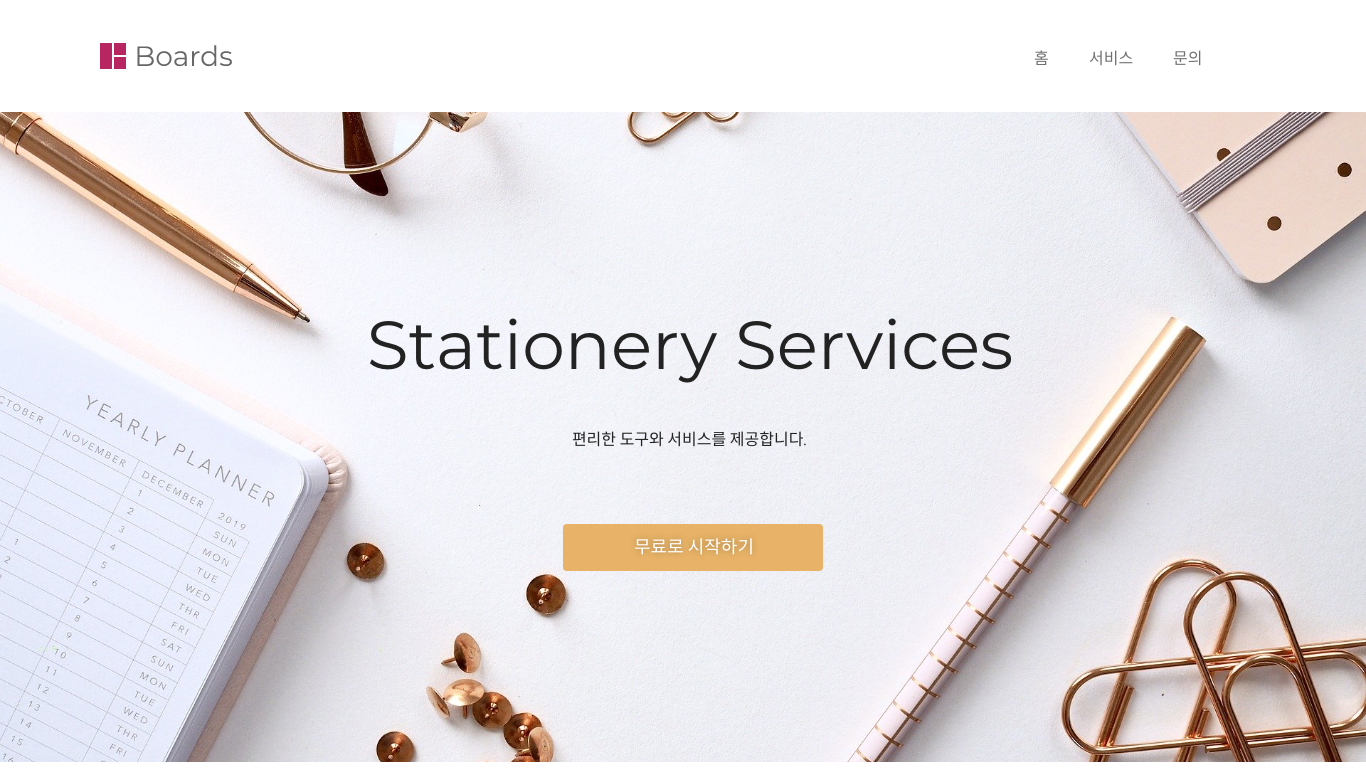 Boards
홈
서비스
문의
Stationery Services
편리한 도구와 서비스를 제공합니다.
무료로 시작하기
YEARLY PLANNER
NOVEMBER
DECEMBER
2019
1
2
3
4
5
6
7
8
9
10
11
12
13
14
15
16
1
2
SUN
MON
TUE
WED
THR
FRI
SAT
SUN
MON
TUE
WED
THR
FRI